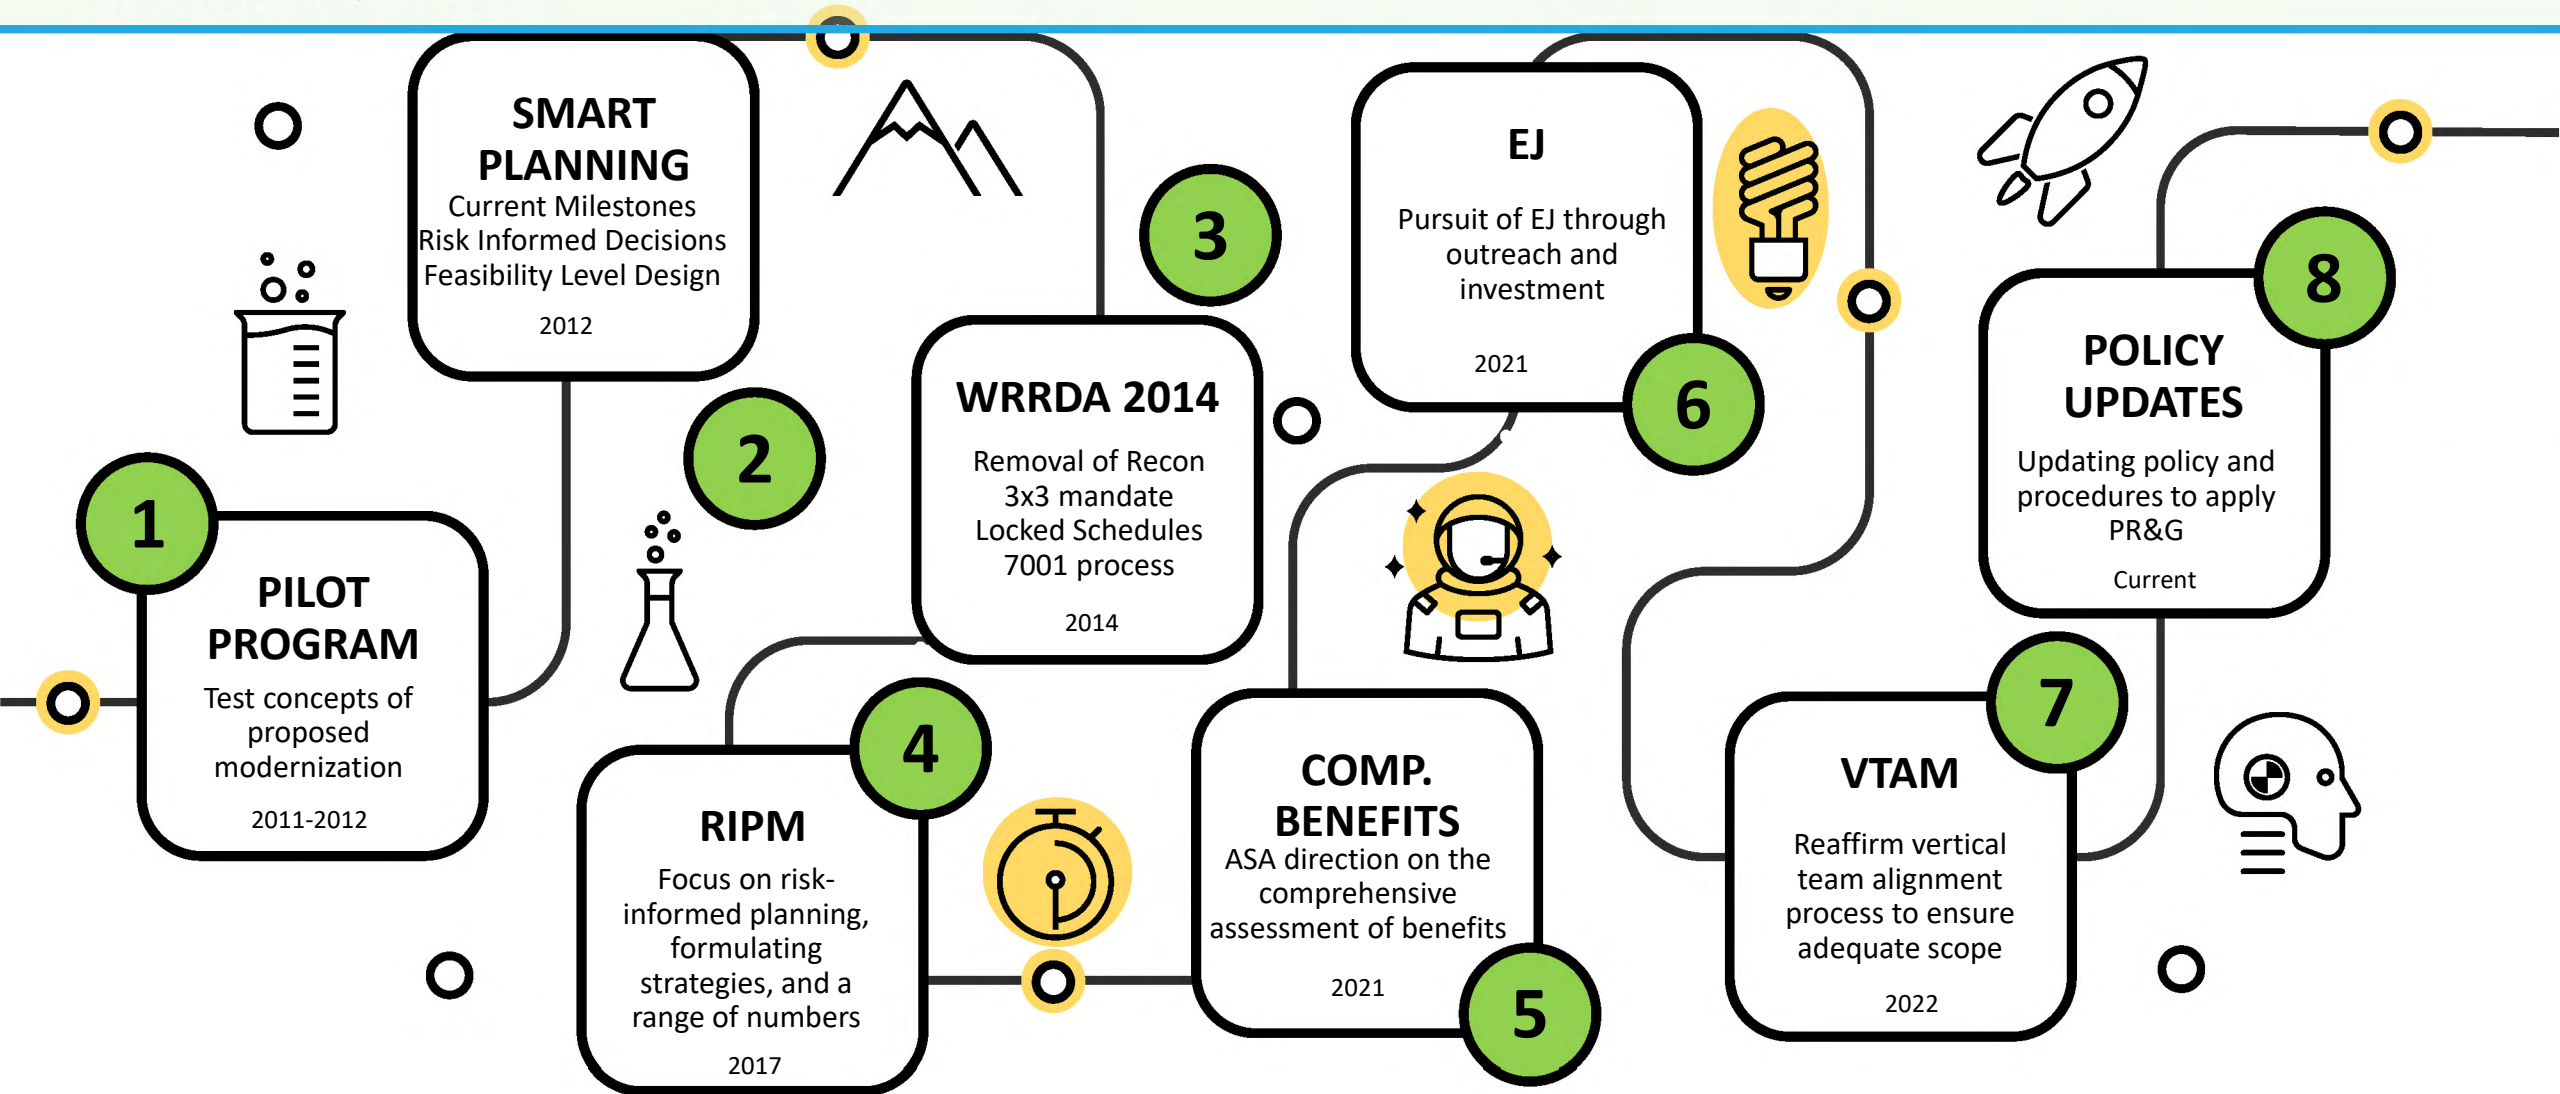 1
PILOT
PROGRAM
Test concepts of
proposed
modernization
2011-2012
SMART
PLANNING
Current Milestones
Risk Informed Decisions
Feasibility Level Design
2012
2
3
WRRDA 2014
Removal of Recon
3x3 mandate
Locked Schedules
7001 process
2014
4
RIPM
Focus on risk-
informed planning,
formulating
strategies, and a
range of numbers
2017
COMP.
BENEFITS
ASA direction on the
comprehensive
assessment of benefits
2021
5
EJ
Pursuit of EJ through
outreach and
investment
2021
6
7
VTAM
Reaffirm vertical
team alignment
process to ensure
adequate scope
2022
8
POLICY
UPDATES
Updating policy and
procedures to apply
PR&G
Current